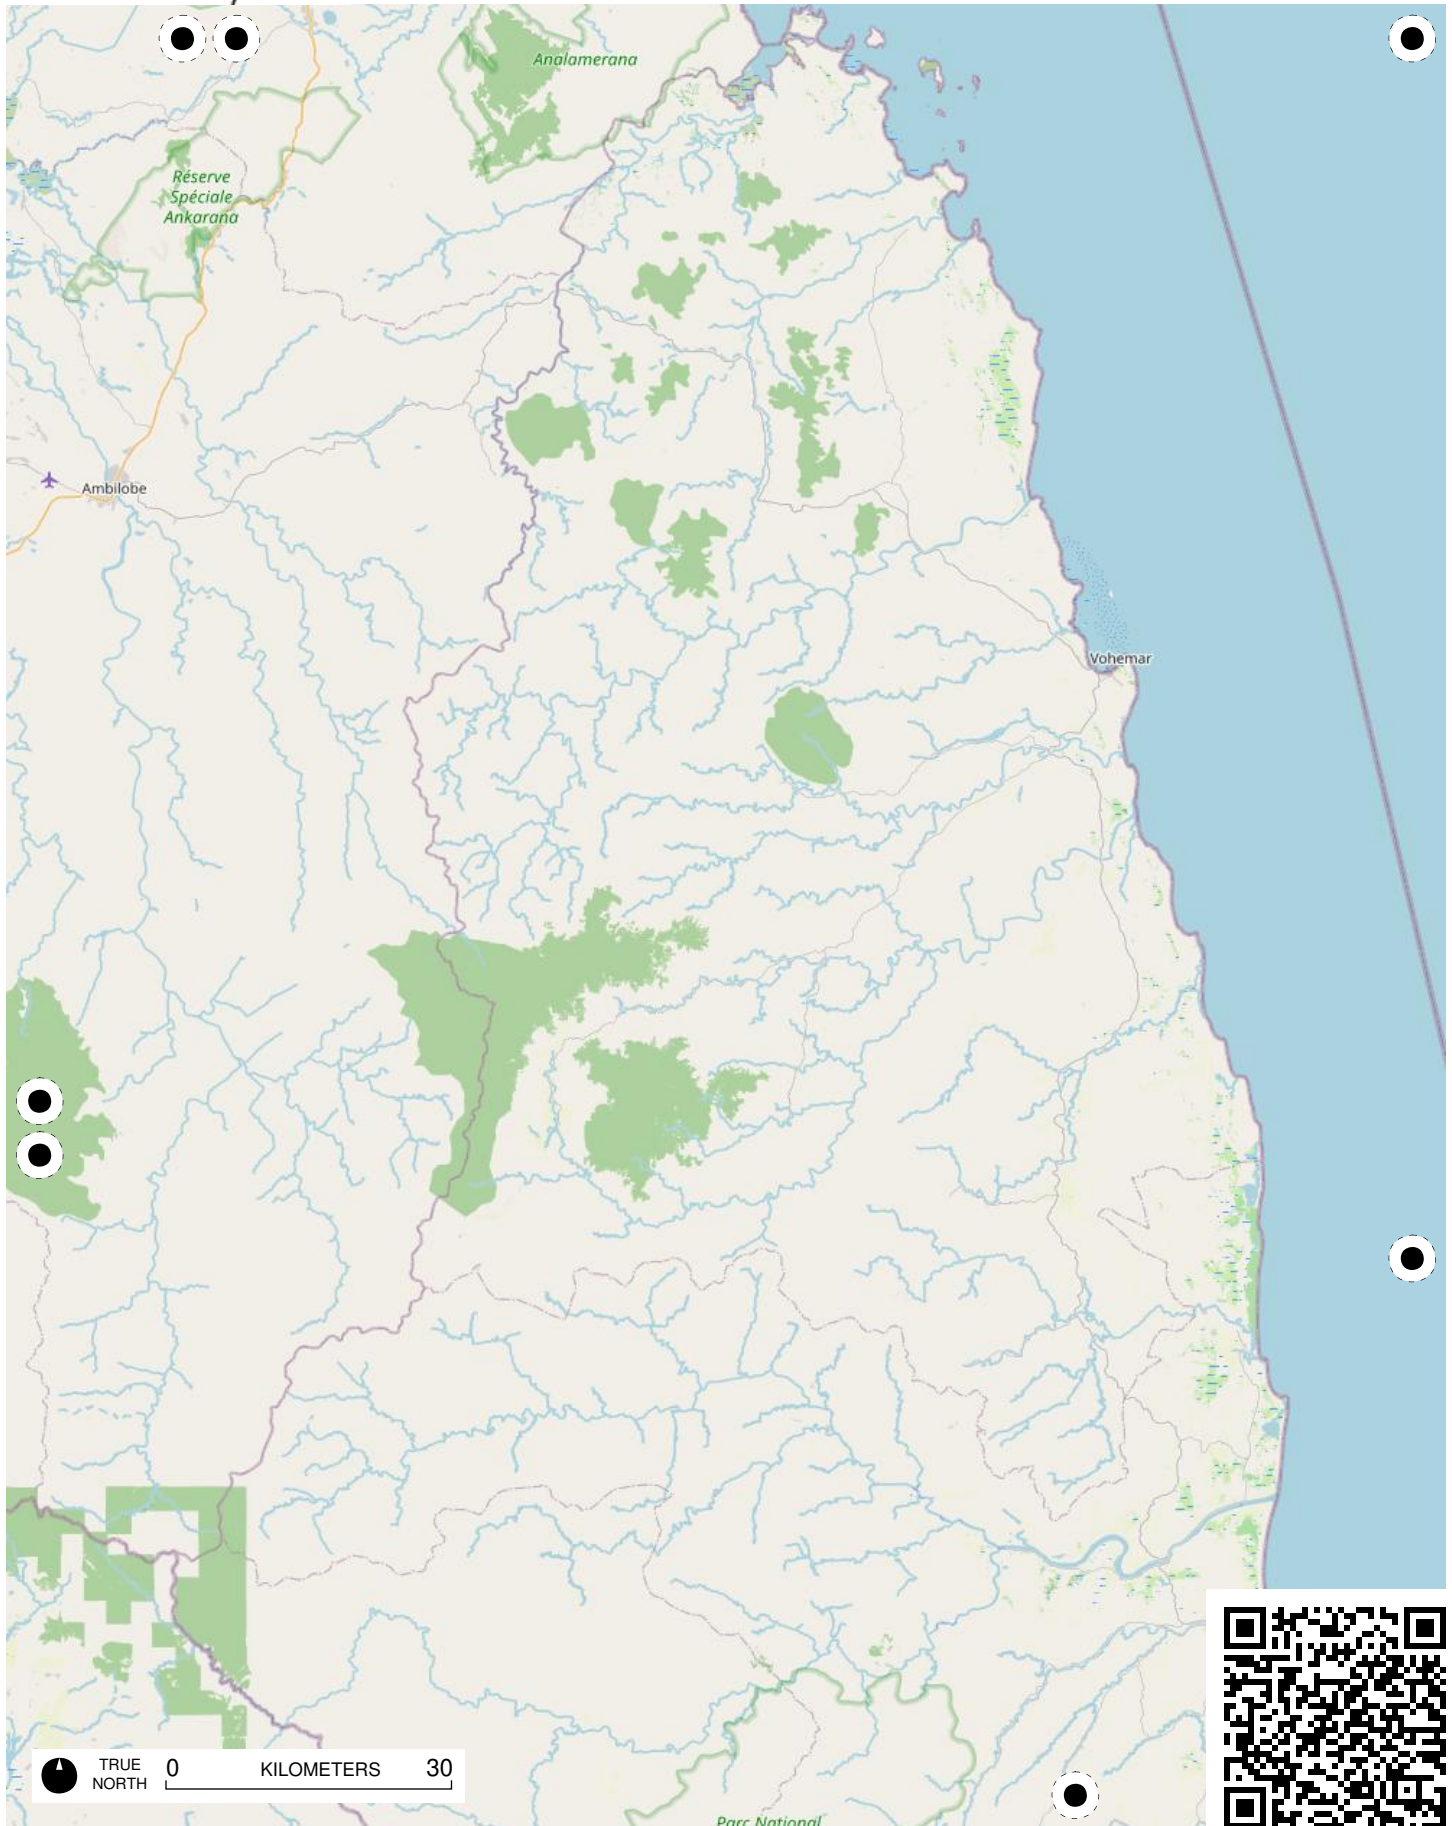 Analamerana
Réserve
Spéciale
Ankarana
Ambilobe
Vohemar
TRUE
NORTH
0 KILOMETERS 30
Parc National